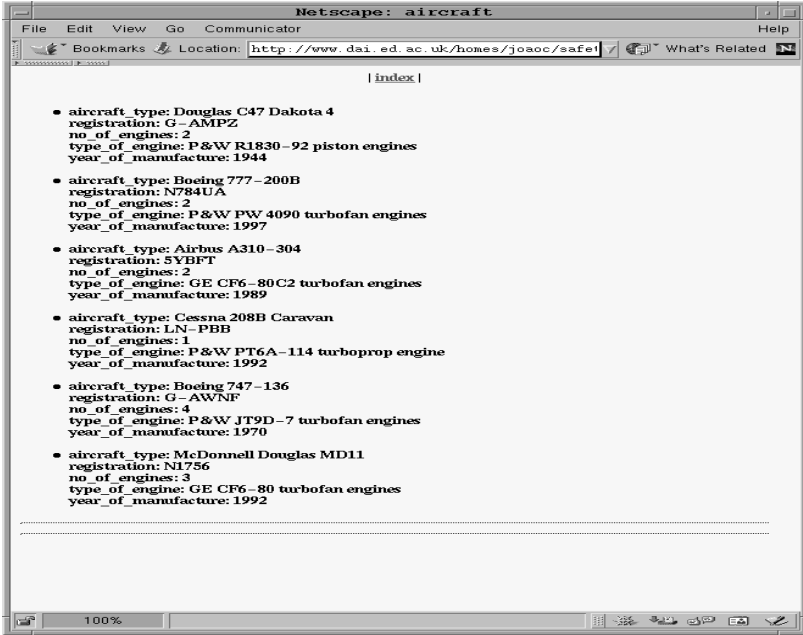 Netscape: aircraft
File Edit View Go Communicator Help
Bookmarks Location: http://www.dai.ed.ac.uk/homes/joaoc/safet What's Related N
| index |
• aircraft_type: Douglas C47 Dakota 4
registration: G-AMPZ
no_of_engines: 2
type_of_engine: P&W R1830-92 piston engines
year_of_manufacture: 1944
• aircraft_type: Boeing 777-200B
registration: N784UA
no_of_engines: 2
type_of_engine: P&W PW 4090 turbofan engines
year_of_manufacture: 1997
• aircraft_type: Airbus A310-304
registration: 5YBFT
no_of_engines: 2
type_of_engine: GE CF6-80C2 turbofan engines
year_of_manufacture: 1989
• aircraft_type: Cessna 208B Caravan
registration: LN-PBB
no_of_engines: 1
type_of_engine: P&W PT6A-114 turboprop engine
year_of_manufacture: 1992
• aircraft_type: Boeing 747-136
registration: G-AWNF
no_of_engines: 4
type_of_engine: P&W JT9D-7 turbofan engines
year_of_manufacture: 1970
• aircraft_type: McDonnell Douglas MD11
registration: N1756
no_of_engines: 3
type_of_engine: GE CF6-80 turbofan engines
year_of_manufacture: 1992
100%